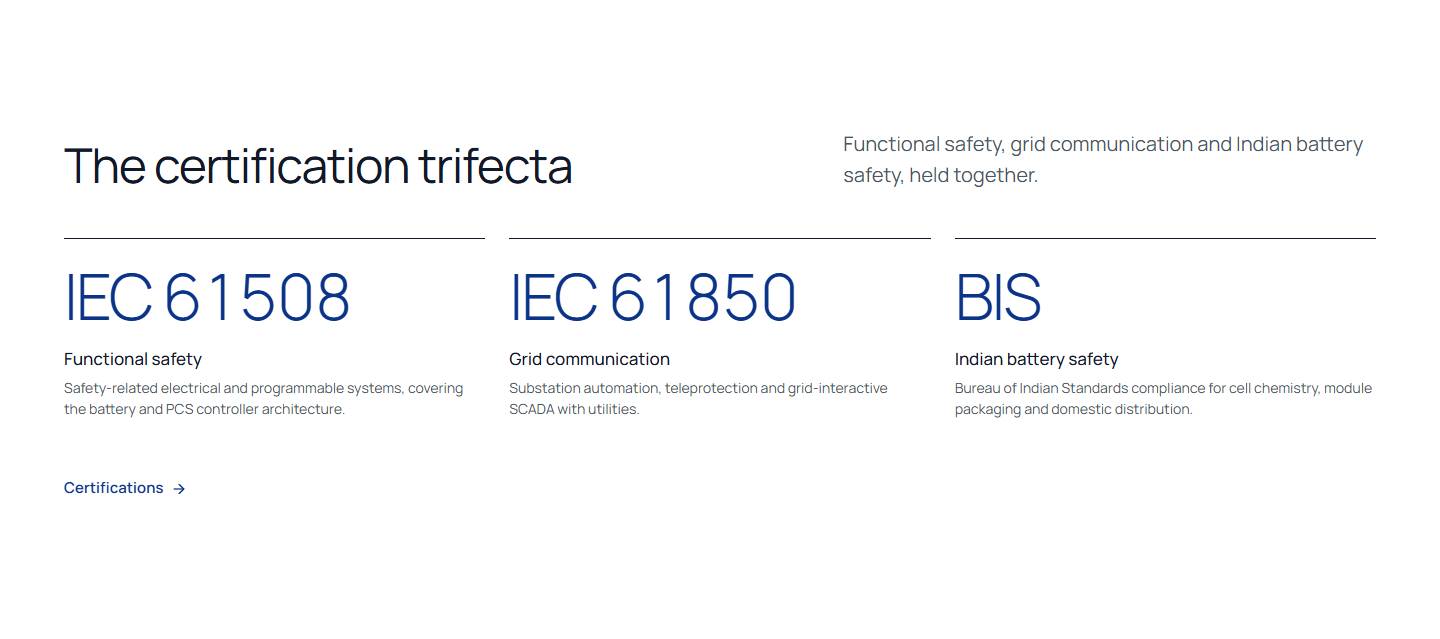 The certification trifecta
Functional safety, grid communication and Indian battery
safety, held together.
IEC 61508
Functional safety
Safety-related electrical and programmable systems, covering
the battery and PCS controller architecture.
IEC 61850
Grid communication
Substation automation, teleprotection and grid-interactive
SCADA with utilities.
BIS
Indian battery safety
Bureau of Indian Standards compliance for cell chemistry, module
packaging and domestic distribution.
Certifications →